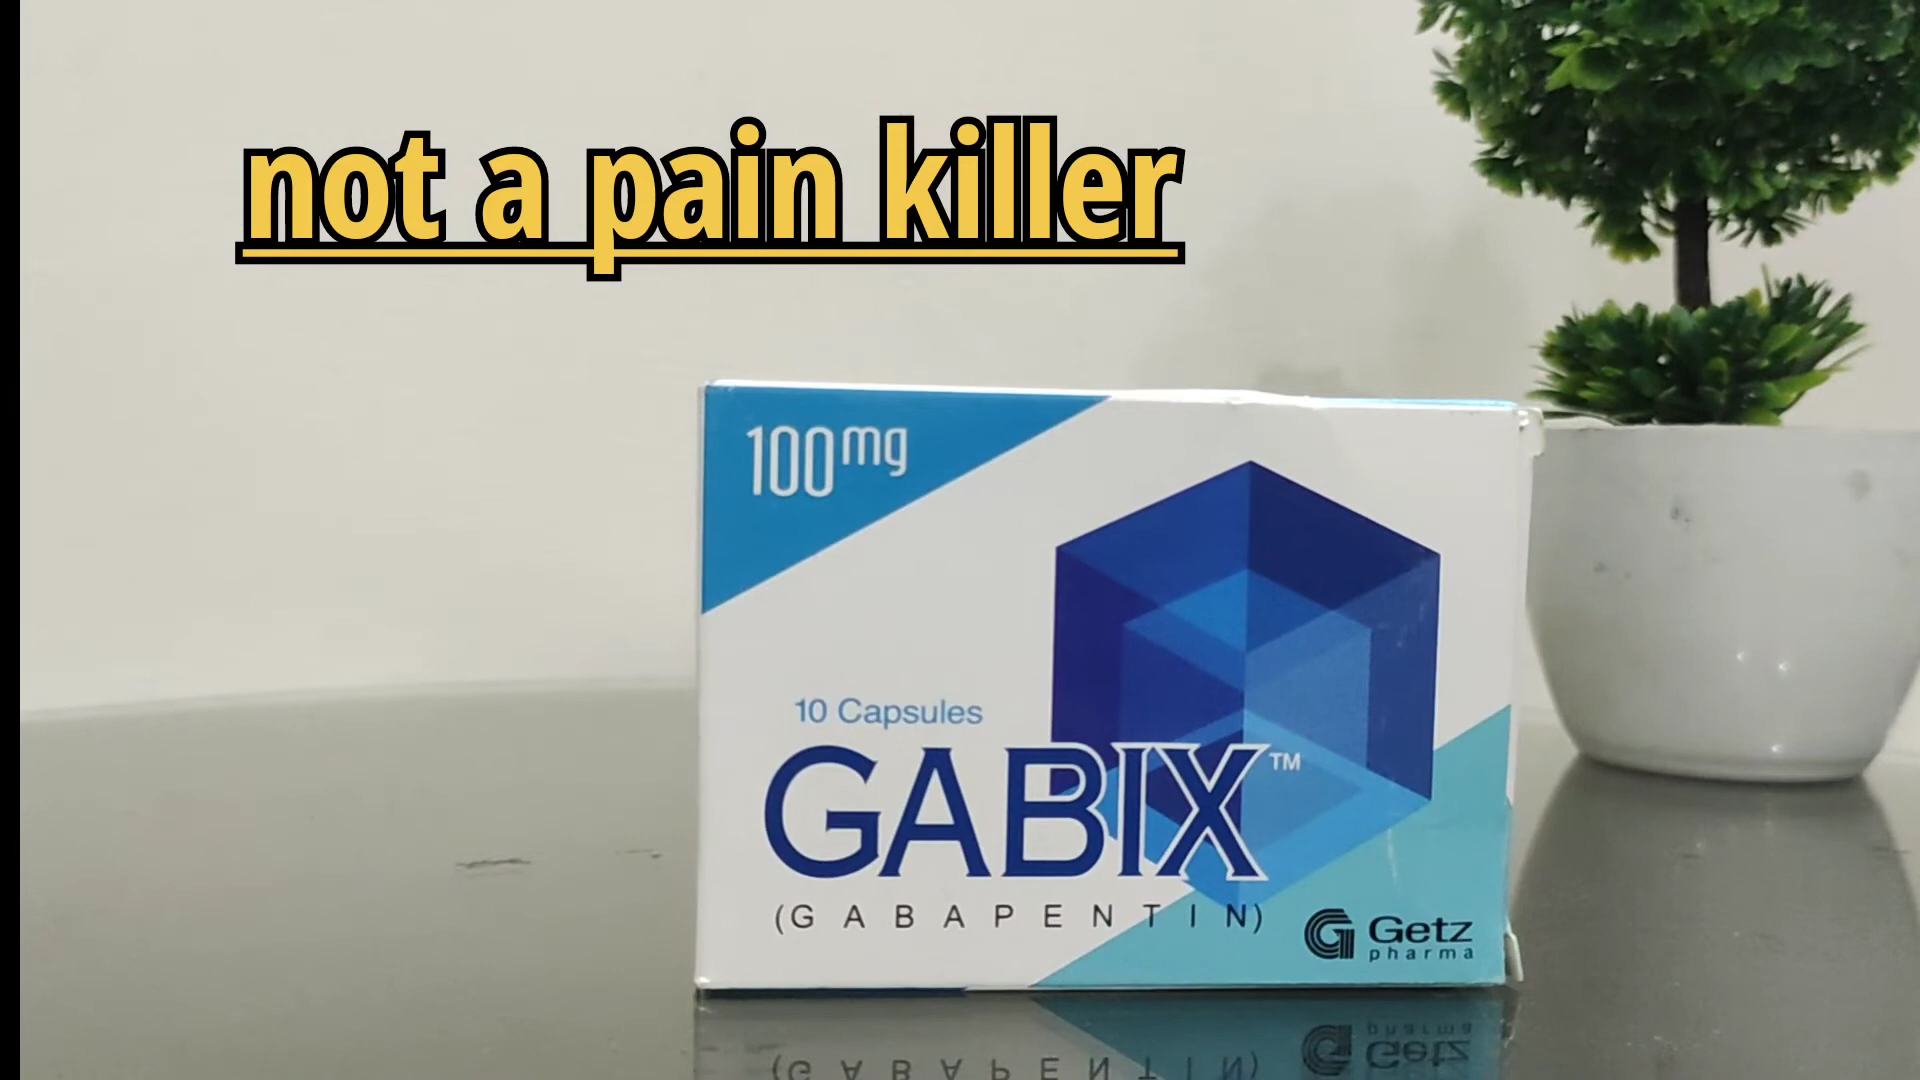 not a pain killer
100mg
10 Capsules
GABIX™
(GABAPENTIN)
Getz
pharma